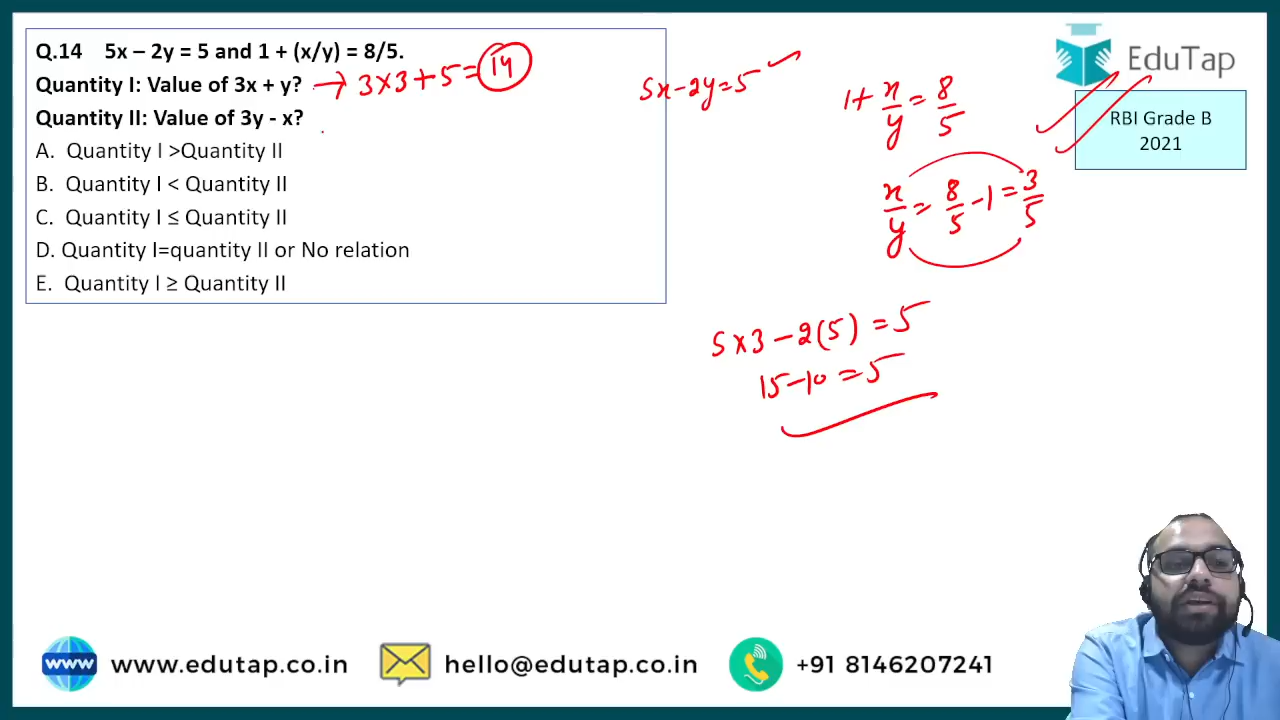 Q.14 5x – 2y = 5 and 1 + (x/y) = 8/5.
Quantity I: Value of 3x + y? → 3×3+5=14
Quantity II: Value of 3y - x?
A. Quantity I >Quantity II
B. Quantity I < Quantity II
C. Quantity I ≤ Quantity II
D. Quantity I=quantity II or No relation
E. Quantity I ≥ Quantity II
5x-2y=5
1+ x/y = 8/5
x/y = 8/5 -1 = 3/5
5×3-2(5)=5
15-10=5
EduTap
RBI Grade B
2021
www
www.edutap.co.in
hello@edutap.co.in
+91 8146207241